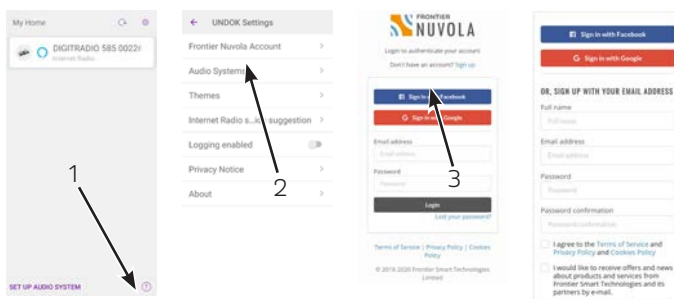 My Home
DIGITRADIO 585 0022
Internet Radio
1
SET UP AUDIO SYSTEM
UNDOK Settings
Frontier Nuvola Account
Audio Systems
Themes
Internet Radio s... suggestion
Logging enabled
Privacy Notice
About
2
FRONTIER
NUVOLA
Login to authenticate your account
Don't have an account? Sign up
Sign in with Facebook
Sign in with Google
Email address
Email address
Password
Password
3
Login
Lost your password?
Terms of Service | Privacy Policy | Cookies
Policy
© 2018-2020 Frontier Smart Technologies
Limited
Sign in with Facebook
Sign in with Google
OR, SIGN UP WITH YOUR EMAIL ADDRESS
Full name
Full name
Email address
Email address
Password
Password
Password confirmation
Password confirmation
I agree to the Terms of Service and
Privacy Policy and Cookies Policy
I would like to receive offers and news
about products and services from
Frontier Smart Technologies and its
partners by e-mail.